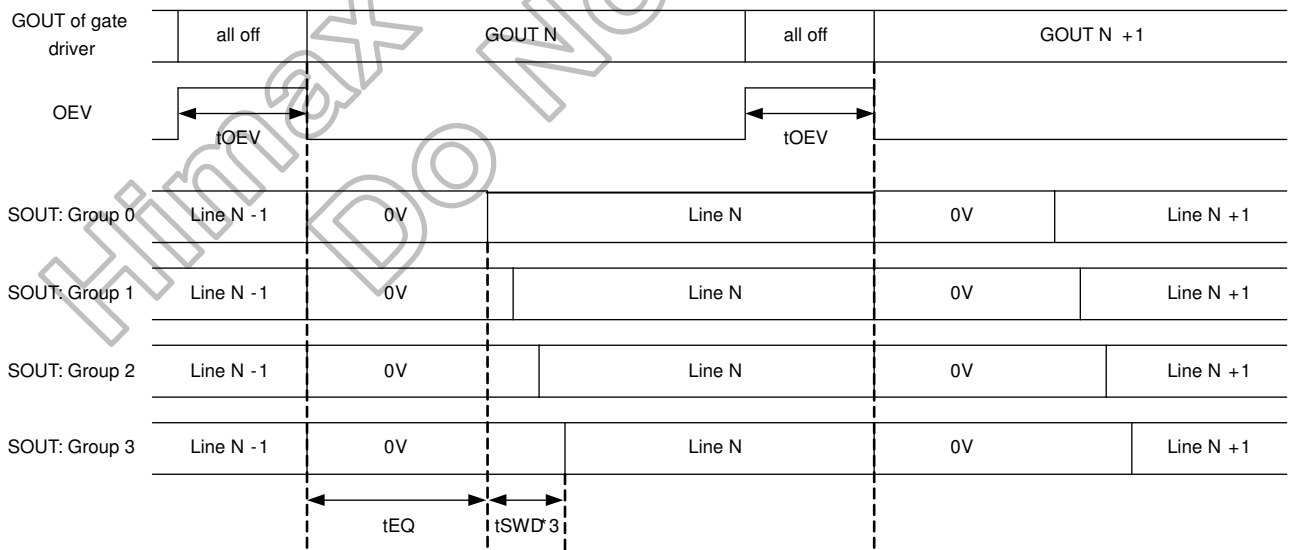 GOUT of gate driver
all off
GOUT N
all off
GOUT N +1
OEV
tOEV
tOEV
SOUT: Group 0
Line N -1
0V
Line N
0V
Line N +1
SOUT: Group 1
Line N -1
0V
Line N
0V
Line N +1
SOUT: Group 2
Line N -1
0V
Line N
0V
Line N +1
SOUT: Group 3
Line N -1
0V
Line N
0V
Line N +1
tEQ
tSWD*3
Himax
Do No